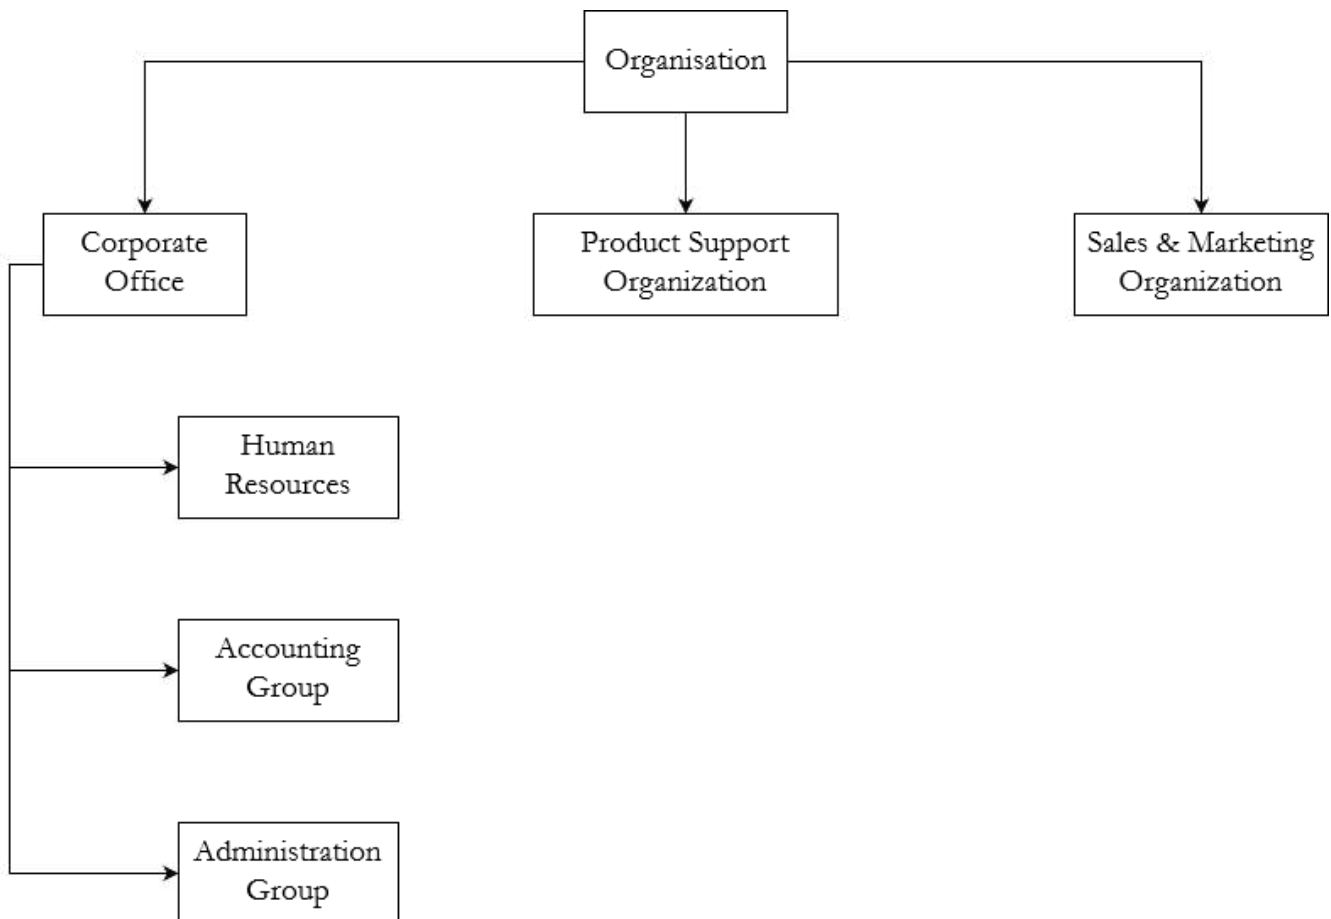 Organisation
Corporate
Office
Product Support
Organization
Sales & Marketing
Organization
Human
Resources
Accounting
Group
Administration
Group